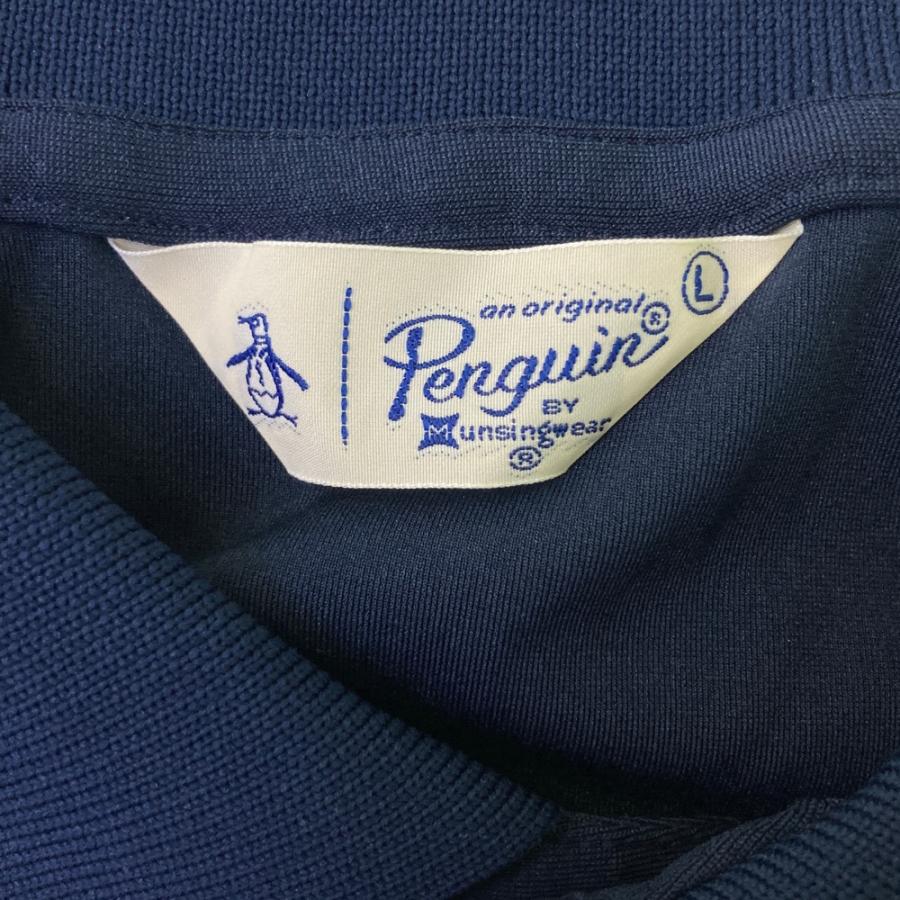 an original
Penguin®
BY
Munsingwear
®
L